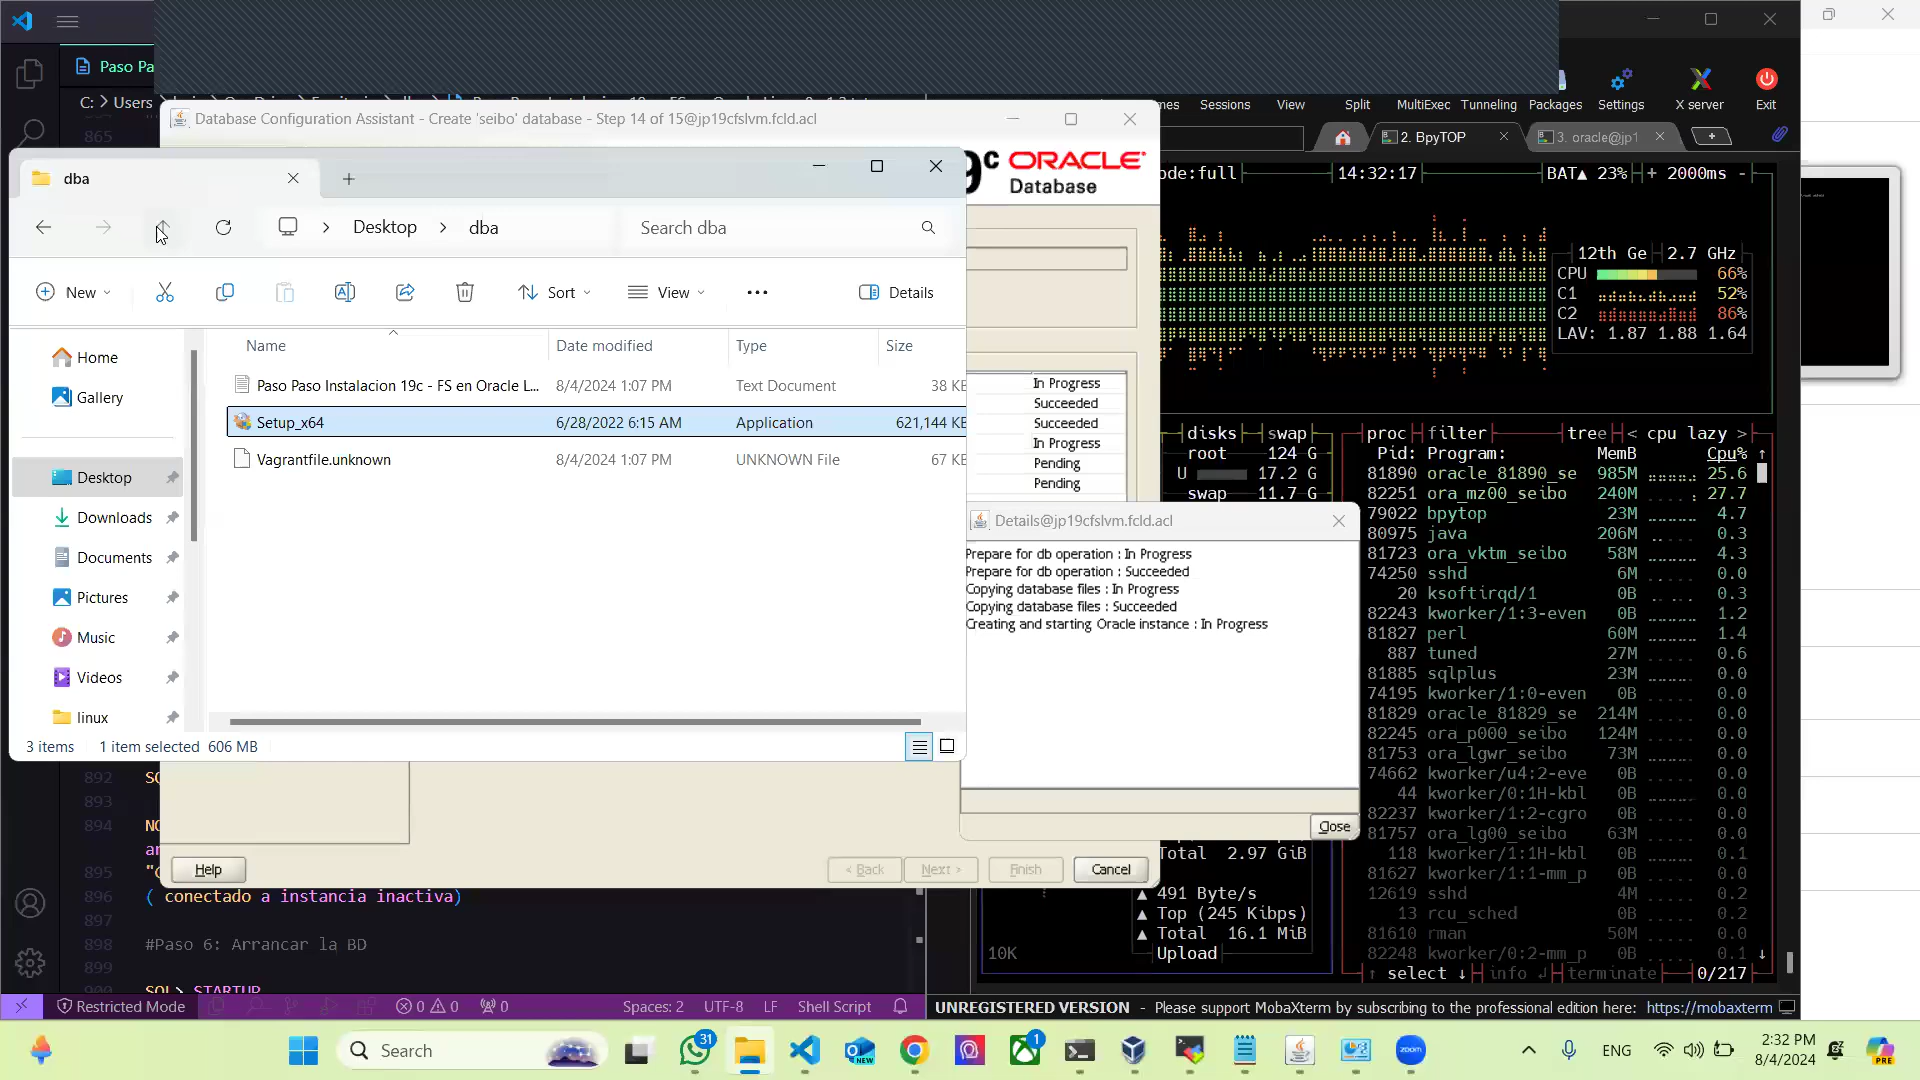 Paso Pa
C: > Users
865
892
893
894
895
896
897
898
899
900
SQL> STARTUP
( conectado a instancia inactiva)
#Paso 6: Arrancar la BD
Restricted Mode
0 0
0
Spaces: 2
UTF-8
LF
Shell Script
Database Configuration Assistant - Create 'seibo' database - Step 14 of 15@jp19cfslvm.fcld.acl
9c ORACLE
Database
In Progress
Succeeded
Succeeded
In Progress
Pending
Pending
Help
< Back
Next >
Finish
Cancel
dba
Desktop > dba
Search dba
New
Sort
View
Details
Name
Date modified
Type
Size
Paso Paso Instalacion 19c - FS en Oracle L...
8/4/2024 1:07 PM
Text Document
38 KB
Setup_x64
6/28/2022 6:15 AM
Application
621,144 KB
Vagrantfile.unknown
8/4/2024 1:07 PM
UNKNOWN File
67 KB
Home
Gallery
Desktop
Downloads
Documents
Pictures
Music
Videos
linux
3 items
1 item selected 606 MB
Details@jp19cfslvm.fcld.acl
Prepare for db operation : In Progress
Prepare for db operation : Succeeded
Copying database files : In Progress
Copying database files : Succeeded
Creating and starting Oracle instance : In Progress
Close
mes
Sessions
View
Split
MultiExec
Tunneling
Packages
Settings
X server
Exit
2. BpyTOP
3. oracle@jp1
ode:full
14:32:17
BAT▲ 23%
+ 2000ms -
12th Ge
2.7 GHz
CPU 66%
C1 52%
C2 86%
LAV: 1.87 1.88 1.64
disks
swap
root 124 G
U 17.2 G
swap 11.7 G
Total 2.97 GiB
▲ 491 Byte/s
▲ Top (245 Kibps)
▲ Total 16.1 MiB
10K
Upload
proc
filter
tree
< cpu lazy >
Pid: Program: MemB Cpu% ↑
81890 oracle_81890_se 985M 25.6
82251 ora_mz00_seibo 240M 27.7
79022 bpytop 23M 4.7
80975 java 206M 0.3
81723 ora_vktm_seibo 58M 4.3
74250 sshd 6M 0.0
20 ksoftirqd/1 0B 0.3
82243 kworker/1:3-even 0B 1.2
81827 perl 60M 1.4
887 tuned 27M 0.6
81885 sqlplus 23M 0.0
74195 kworker/1:0-even 0B 0.0
81829 oracle_81829_se 214M 0.0
82245 ora_p000_seibo 124M 0.0
81753 ora_lgwr_seibo 73M 0.0
74662 kworker/u4:2-eve 0B 0.0
44 kworker/0:1H-kbl 0B 0.0
82237 kworker/1:2-cgro 0B 0.0
81757 ora_lg00_seibo 63M 0.0
118 kworker/1:1H-kbl 0B 0.1
81627 kworker/1:1-mm_p 0B 0.0
12619 sshd 4M 0.2
13 rcu_sched 0B 0.2
81610 rman 50M 0.0
82248 kworker/0:2-mm_p 0B 0.1 ↓
↑ select ↓
info ↲
terminate
0/217
UNREGISTERED VERSION - Please support MobaXterm by subscribing to the professional edition here: https://mobaxterm
Search
31
NEW
1
zoom
ENG
2:32 PM
8/4/2024
PRE